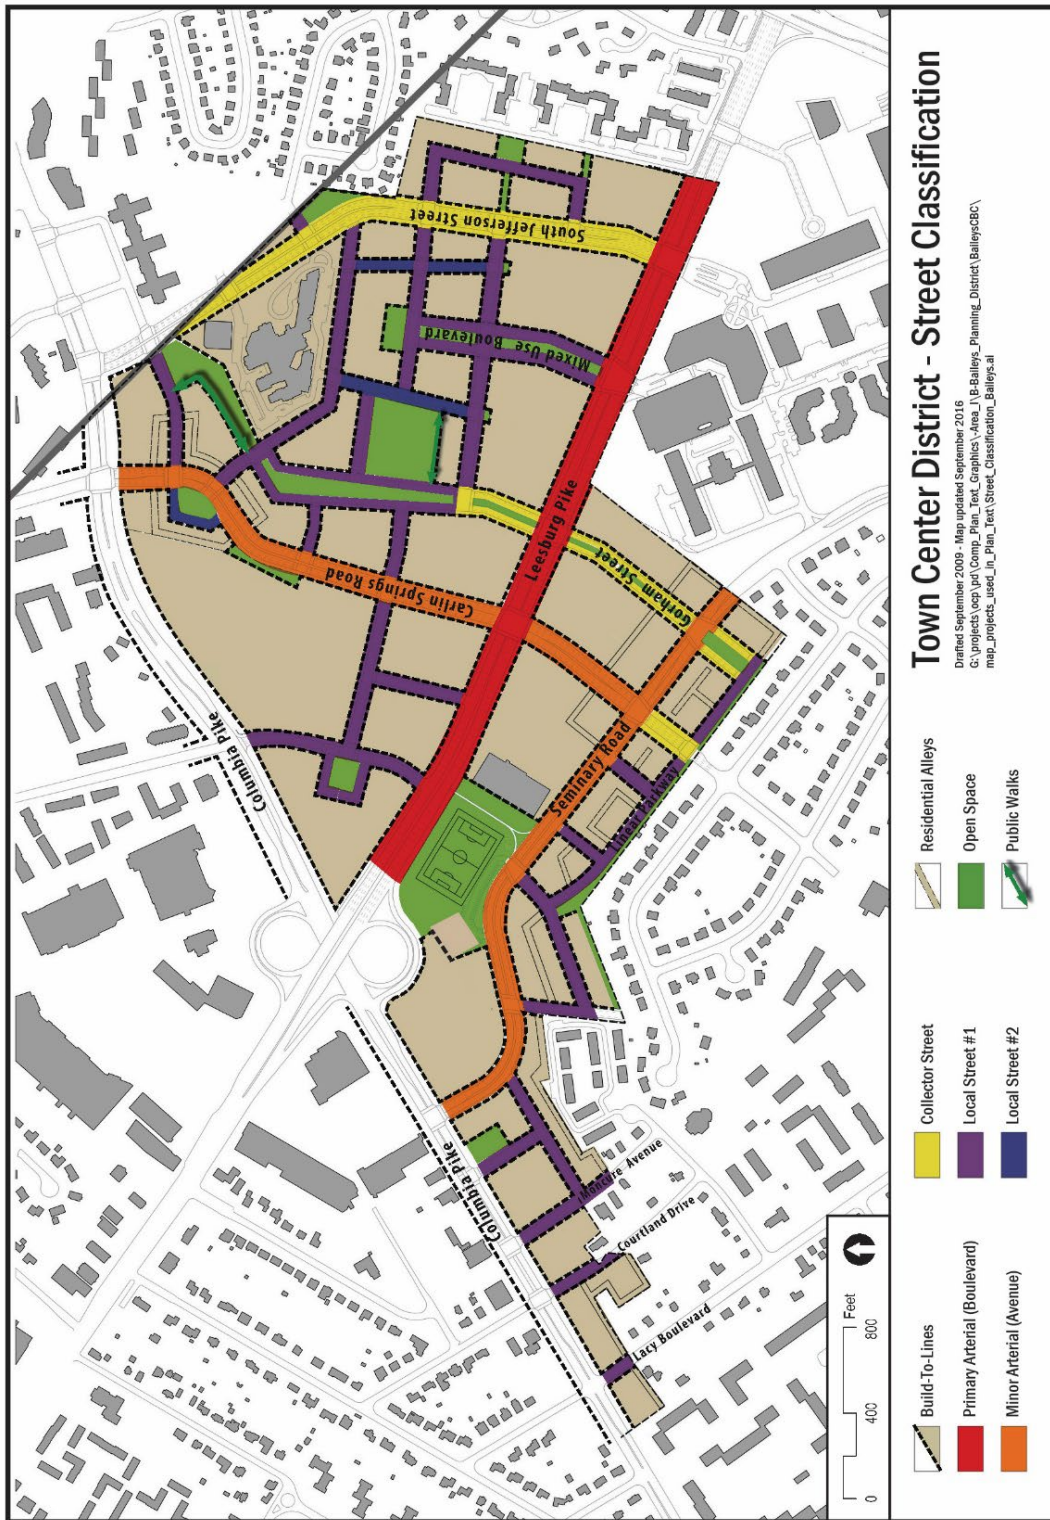 Town Center District - Street Classification
Drafted September 2009 - Map updated September 2016
G:\projects\ocp\pd\Comp_Plan_Text_Graphics\-Area_I\B-Baileys_Planning_District\BaileysCBC\
map_projects_used_in_Plan_Text\Street_Classification_Baileys.ai
Build-To-Lines
Primary Arterial (Boulevard)
Minor Arterial (Avenue)
Collector Street
Local Street #1
Local Street #2
Residential Alleys
Open Space
Public Walks
0 400 800
Feet
Columbia Pike
Columbia Pike
Leesburg Pike
Carlin Springs Road
South Jefferson Street
Mixed Use Boulevard
Gorham Street
Seminary Road
Linear Parkway
Moncure Avenue
Courtland Drive
Lacy Boulevard